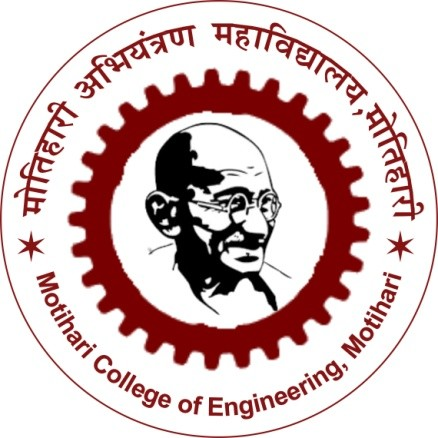 मोतिहारी अभियंत्रण महाविद्यालय, मोतिहारी
Motihari College of Engineering, Motihari